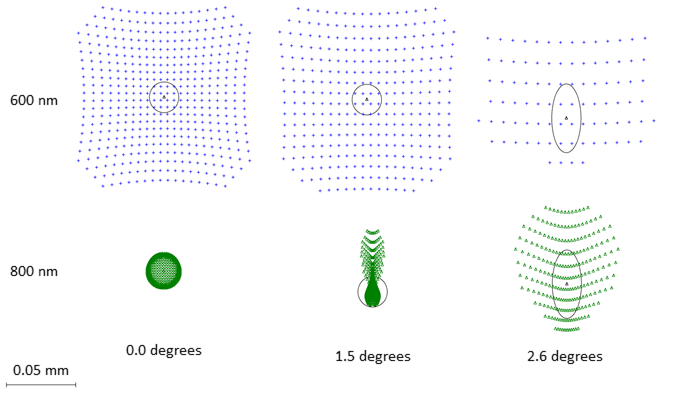 600 nm
800 nm
0.0 degrees
1.5 degrees
2.6 degrees
0.05 mm